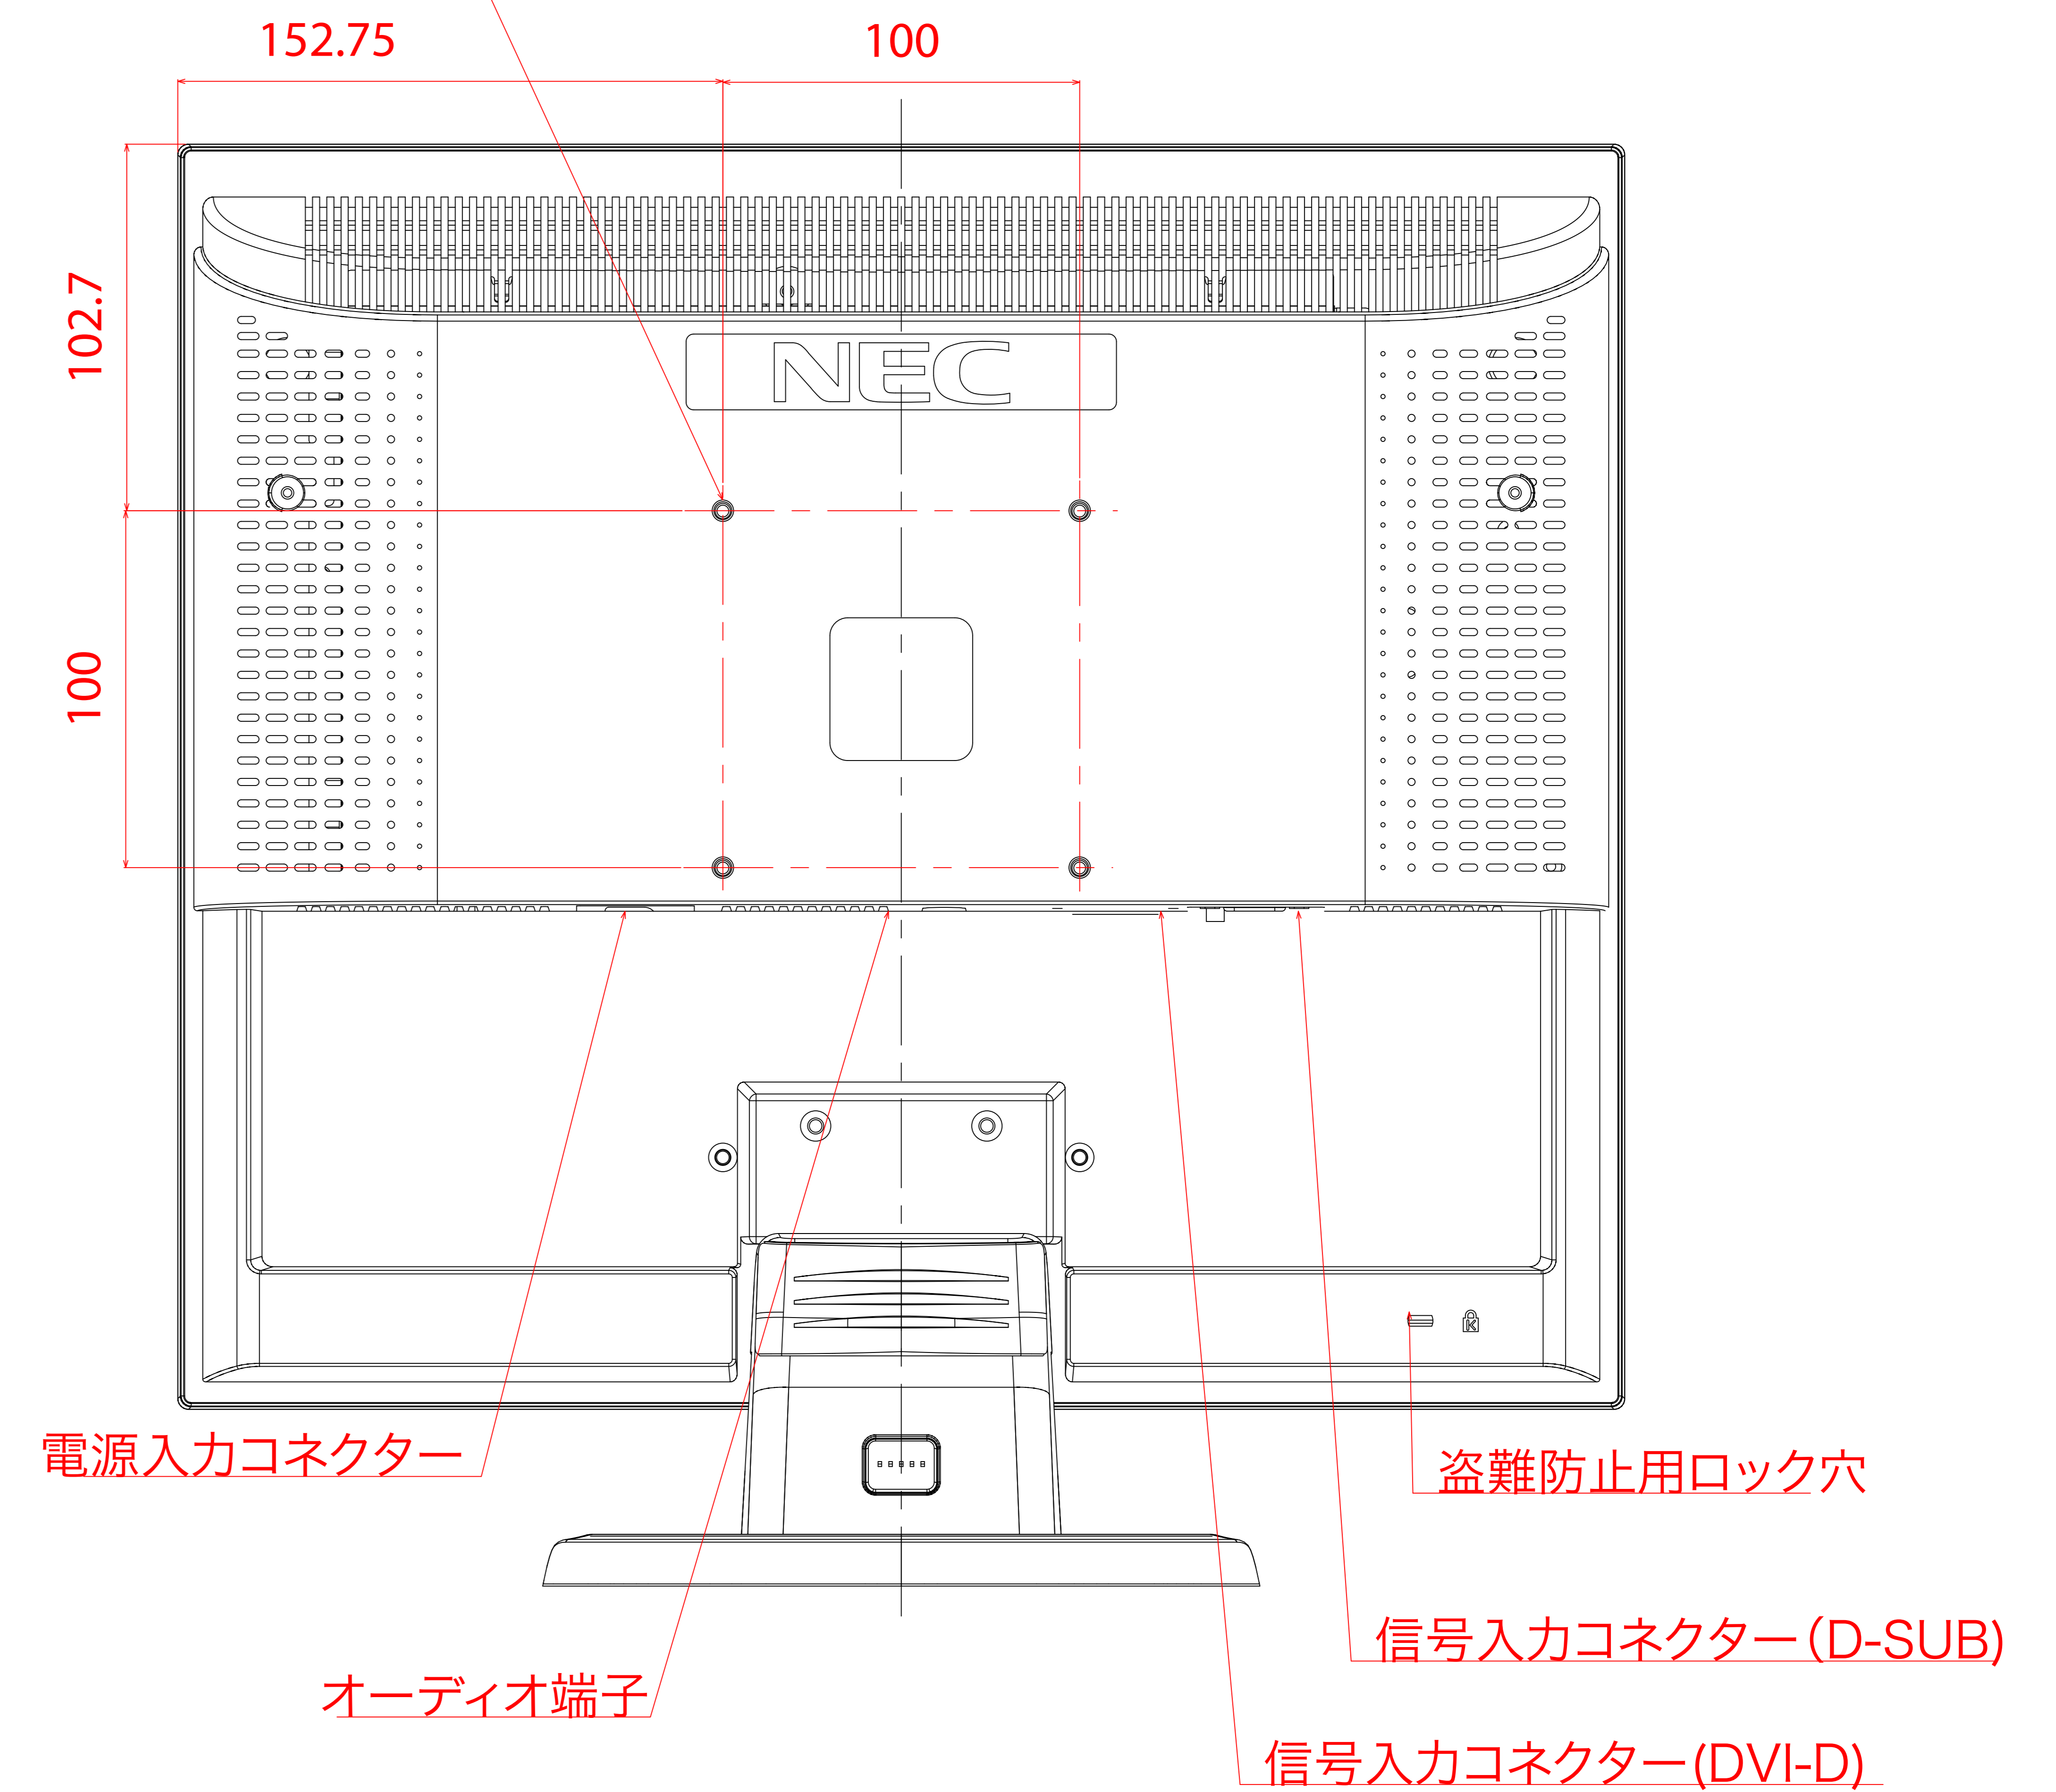 152.75
100
102.7
NEC
100
K
電源入力コネクター
盗難防止用ロック穴
信号入力コネクター(D-SUB)
オーディオ端子
信号入力コネクター(DVI-D)